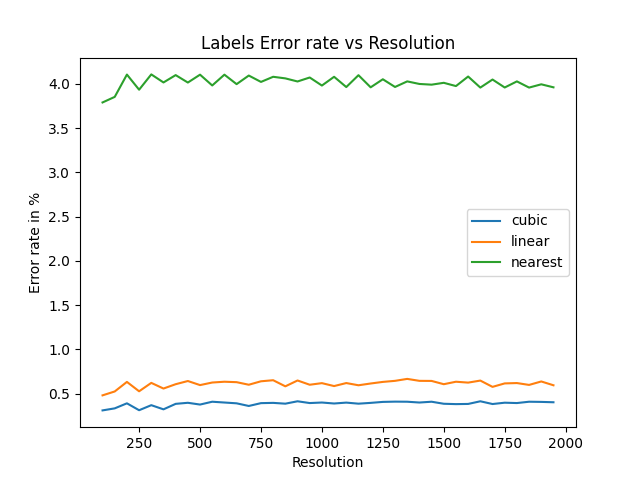 Labels Error rate vs Resolution
Error rate in %
4.0
3.5
3.0
2.5
2.0
1.5
1.0
0.5
cubic
linear
nearest
250 500 750 1000 1250 1500 1750 2000
Resolution